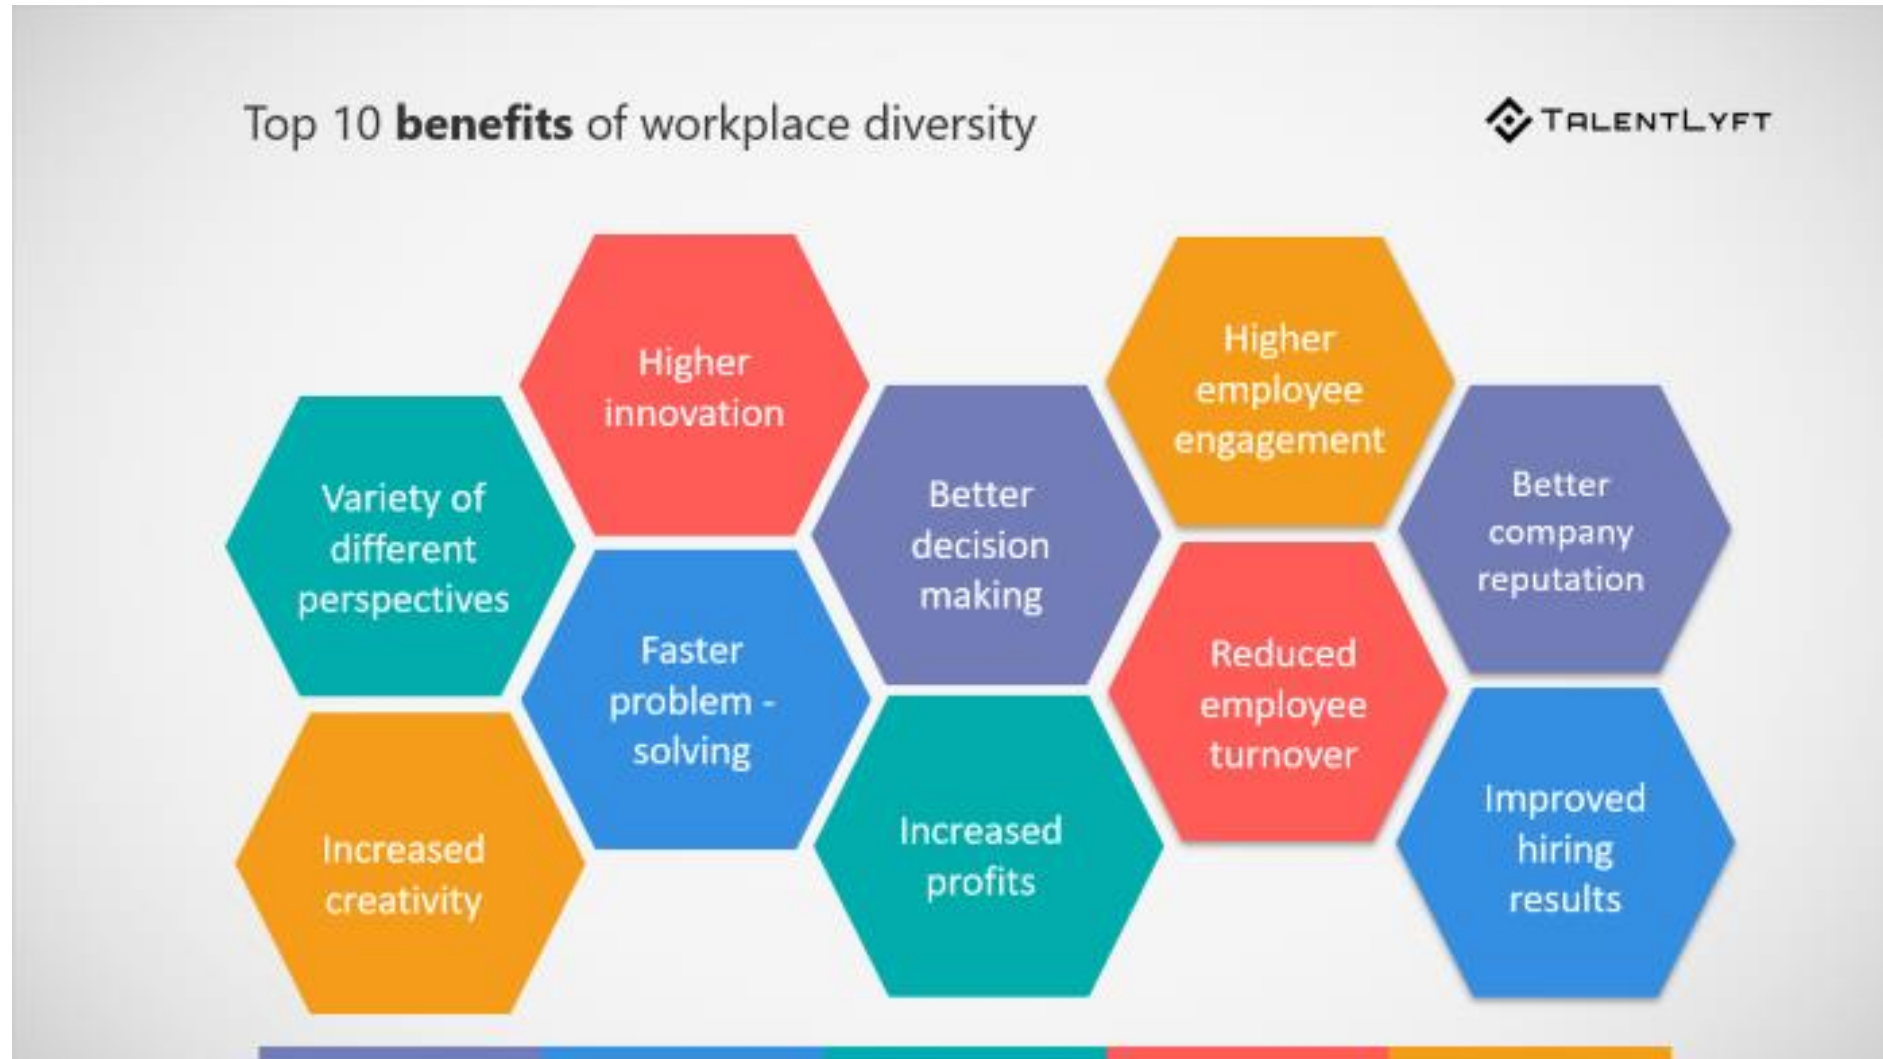 Top 10 benefits of workplace diversity
TALENTLYFT
Variety of
different
perspectives
Increased
creativity
Higher
innovation
Faster
problem -
solving
Better
decision
making
Increased
profits
Higher
employee
engagement
Reduced
employee
turnover
Better
company
reputation
Improved
hiring
results